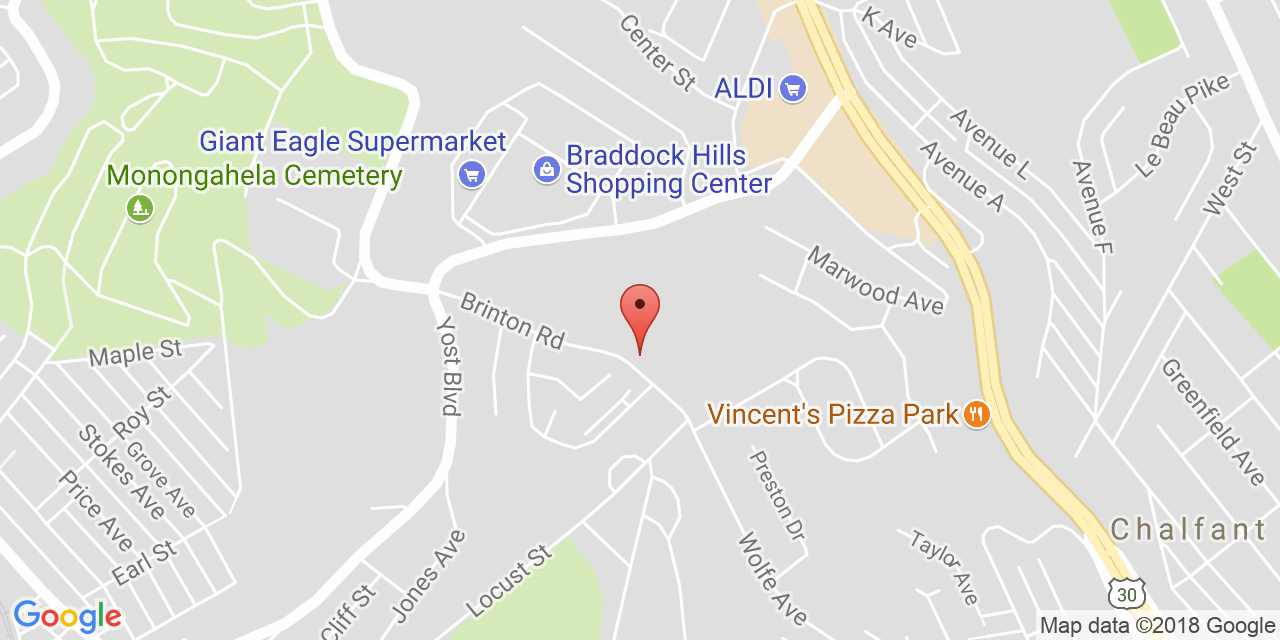 K Ave
Center St
ALDI
Le Beau Pike
Avenue L
Giant Eagle Supermarket
Braddock Hills
Shopping Center
Monongahela Cemetery
Avenue A
West St
Avenue F
Marwood Ave
Brinton Rd
Yost Blvd
Maple St
Roy St
Greenfield Ave
Vincent's Pizza Park
Stokes Ave
Grove Ave
Price Ave
Preston Dr
Chalfant
Earl St
Jones Ave
Locust St
Wolfe Ave
Taylor Ave
Cliff St
30
Google
Map data ©2018 Google